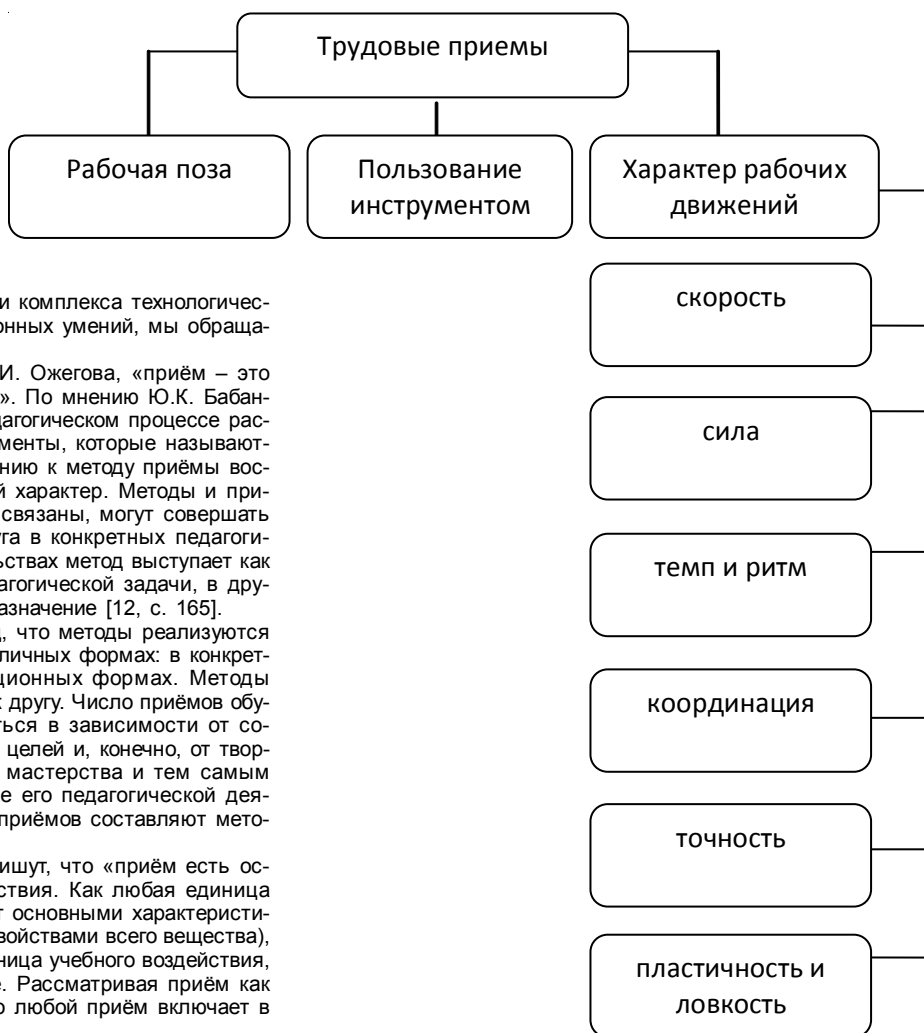 Трудовые приемы
Рабочая поза
Пользование
инструментом
Характер рабочих
движений
скорость
сила
темп и ритм
координация
точность
пластичность и
ловкость
и комплекса технологичес-
онных умений, мы обраща-
И. Ожегова, «приём – это
». По мнению Ю.К. Бабан-
дагогическом процессе рас-
менты, которые называют-
нию к методу приёмы вос-
й характер. Методы и при-
связаны, могут совершать
уга в конкретных педагоги-
ьствах метод выступает как
агогической задачи, в дру-
азначение [12, с. 165].
, что методы реализуются
личных формах: в конкрет-
ционных формах. Методы
к другу. Число приёмов обу-
ться в зависимости от со-
целей и, конечно, от твор-
мастерства и тем самым
е его педагогической дея-
приёмов составляют мето-
ишут, что «приём есть ос-
ствия. Как любая единица
т основными характеристи-
войствами всего вещества),
ница учебного воздействия,
е. Рассматривая приём как
о любой приём включает в